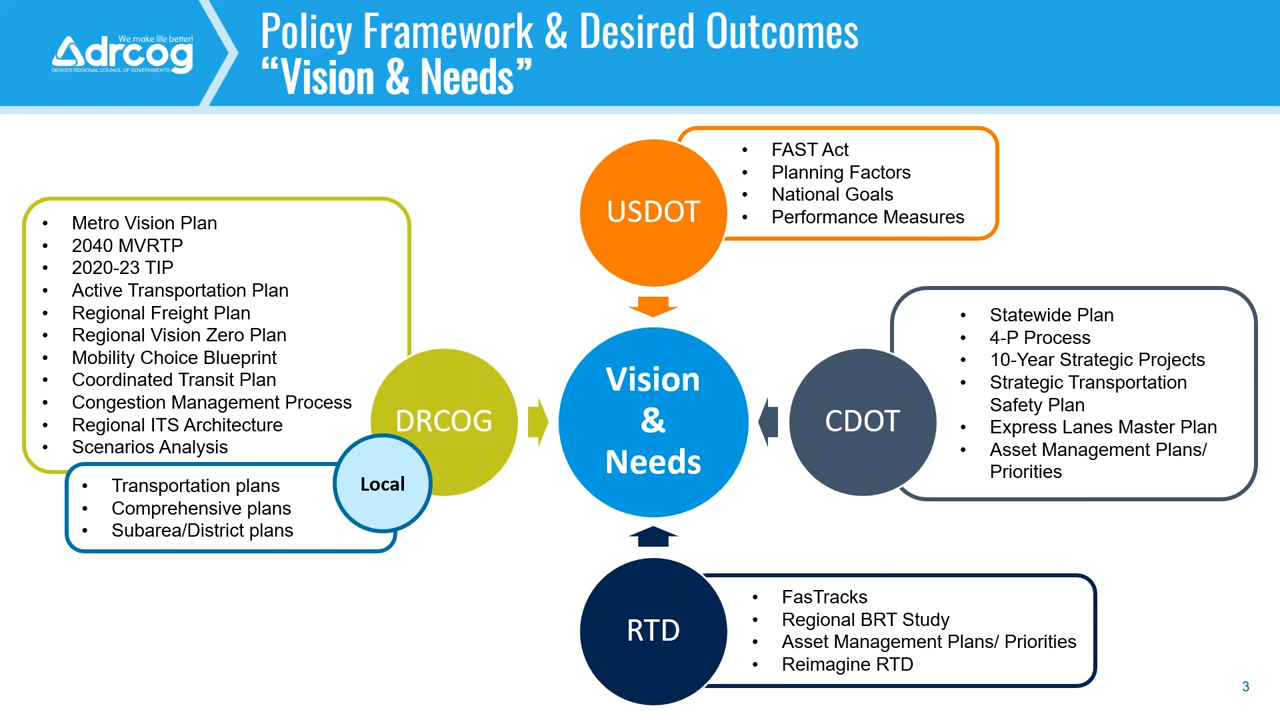 We make life better!
drcog
DENVER REGIONAL COUNCIL OF GOVERNMENTS
Policy Framework & Desired Outcomes
“Vision & Needs”
USDOT
• FAST Act
• Planning Factors
• National Goals
• Performance Measures
• Metro Vision Plan
• 2040 MVRTP
• 2020-23 TIP
• Active Transportation Plan
• Regional Freight Plan
• Regional Vision Zero Plan
• Mobility Choice Blueprint
• Coordinated Transit Plan
• Congestion Management Process
• Regional ITS Architecture
• Scenarios Analysis
DRCOG
Local
• Transportation plans
• Comprehensive plans
• Subarea/District plans
Vision
&
Needs
CDOT
• Statewide Plan
• 4-P Process
• 10-Year Strategic Projects
• Strategic Transportation
Safety Plan
• Express Lanes Master Plan
• Asset Management Plans/
Priorities
RTD
• FasTracks
• Regional BRT Study
• Asset Management Plans/ Priorities
• Reimagine RTD
3